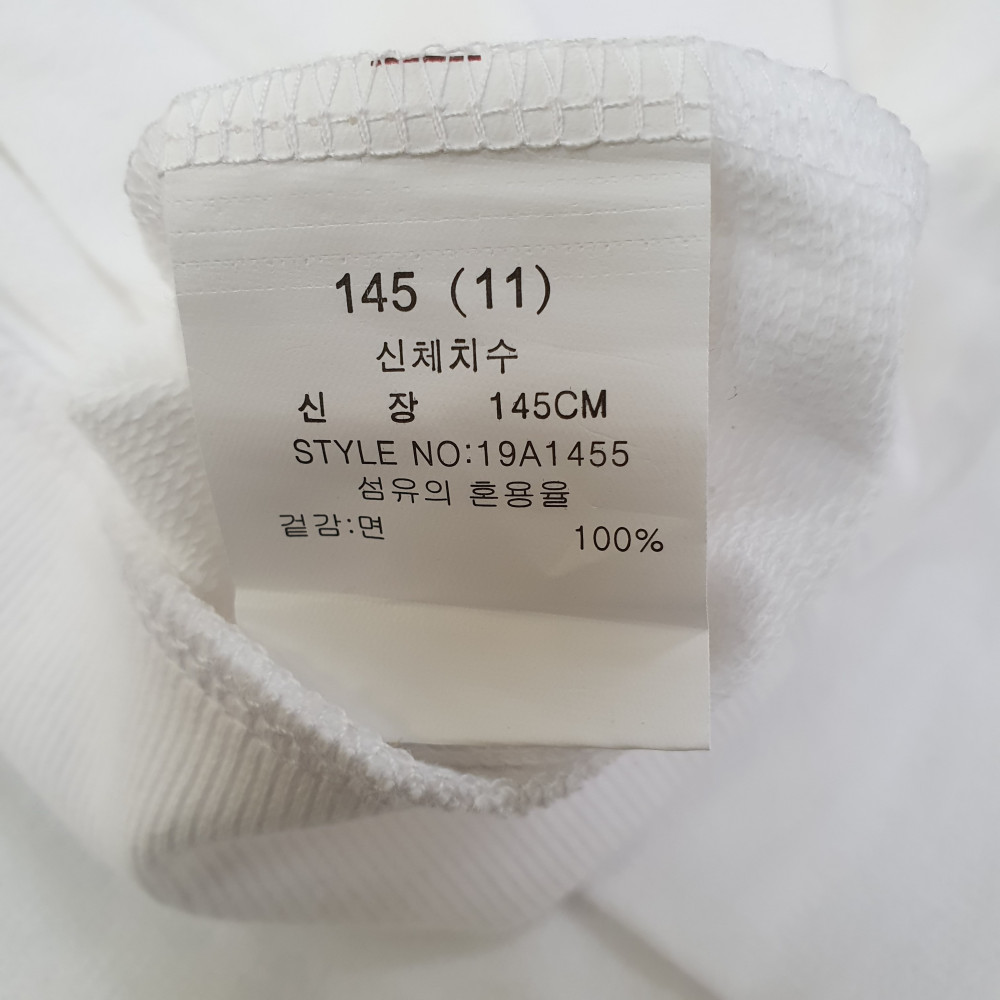 145 (11)
신체치수
신 장 145CM
STYLE NO:19A1455
섬유의 혼용율
겉감:면 100%